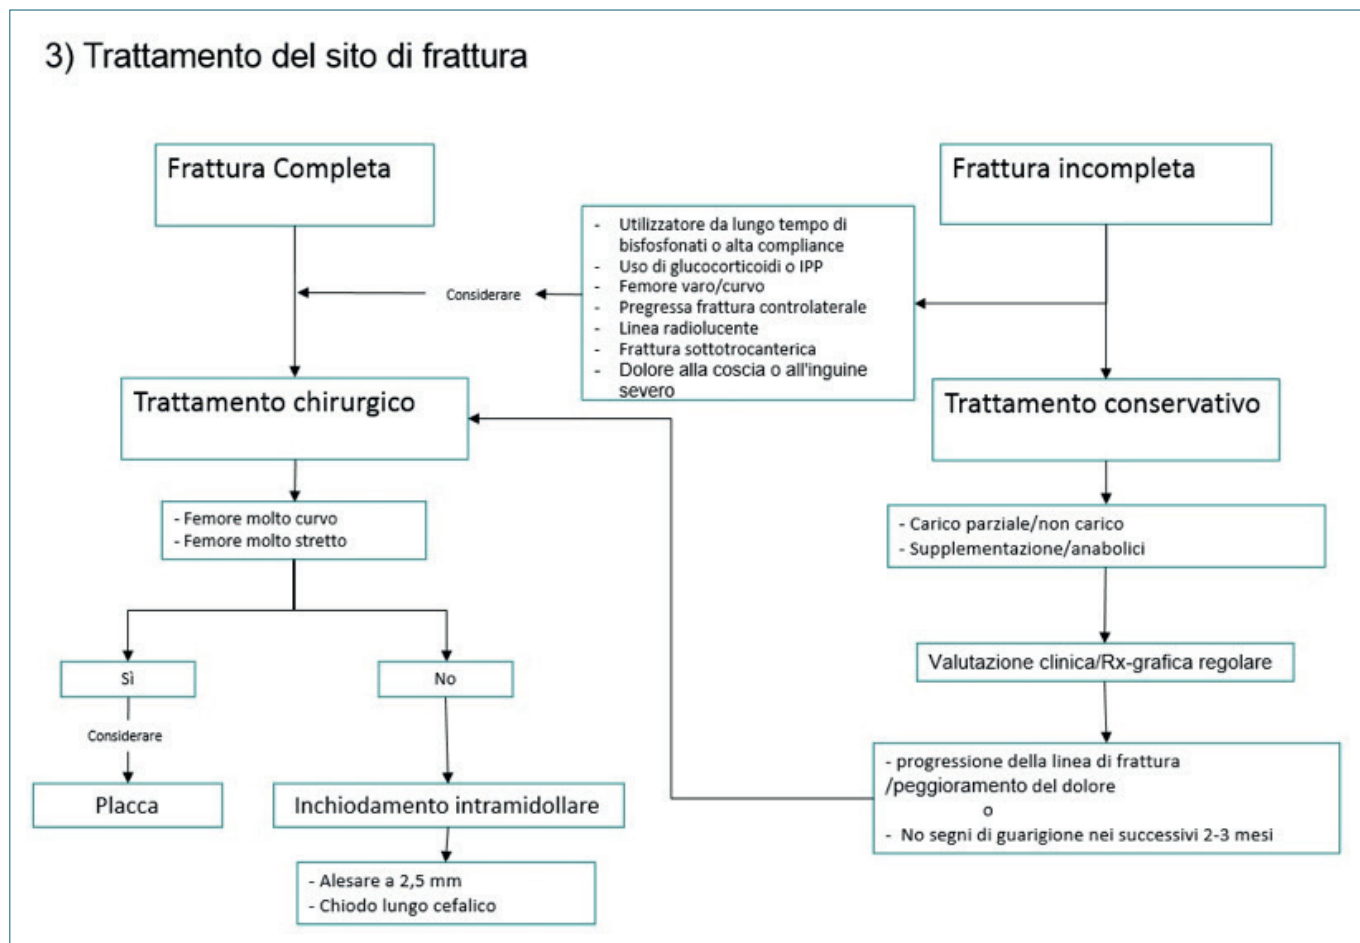 3) Trattamento del sito di frattura
Frattura Completa
Frattura incompleta
- Utilizzatore da lungo tempo di
bisfosfonati o alta compliance
- Uso di glucocorticoidi o IPP
- Femore varo/curvo
- Pregressa frattura controlaterale
- Linea radiolucente
- Frattura sottotrocanterica
- Dolore alla coscia o all'inguine
severo
Considerare
Trattamento chirurgico
Trattamento conservativo
- Femore molto curvo
- Femore molto stretto
- Carico parziale/non carico
- Supplementazione/anabolici
Sì
No
Valutazione clinica/Rx-grafica regolare
Considerare
- progressione della linea di frattura
/peggioramento del dolore
o
- No segni di guarigione nei successivi 2-3 mesi
Placca
Inchiodamento intramidollare
- Alesare a 2,5 mm
- Chiodo lungo cefalico